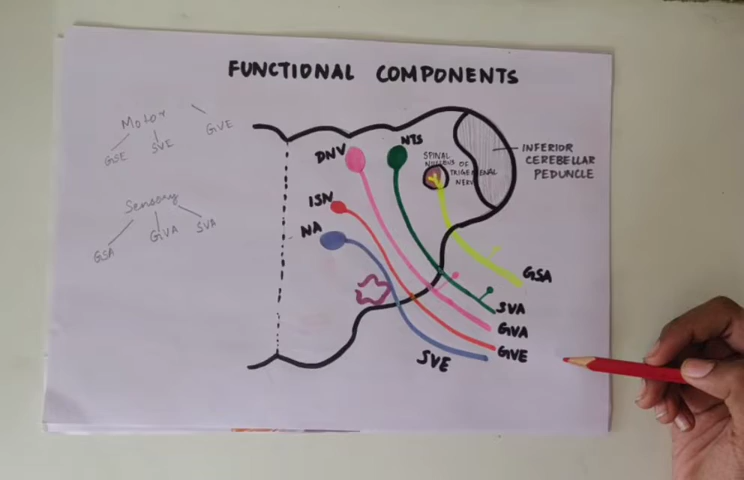 FUNCTIONAL COMPONENTS
Motor
GSE
SVE
GVE
Sensory
GSA
GVA
SVA
DNV
NTS
SPINAL
NUCLEUS OF
TRIGEMENAL
NERVE
INFERIOR
CEREBELLAR
PEDUNCLE
ISN
NA
GSA
SVA
GVA
GVE
SVE